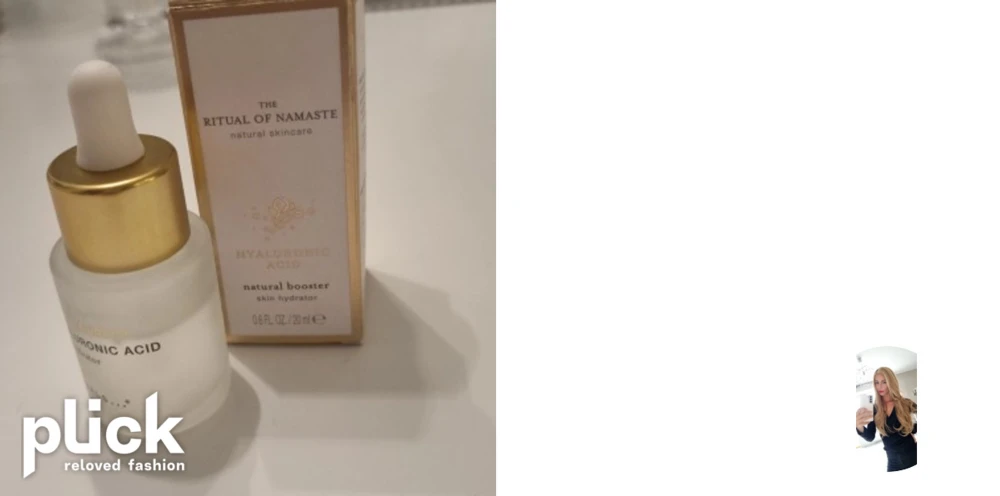 THE
RITUAL OF NAMASTE
natural skincare
HYALURONIC
ACID
natural booster
skin hydrator
0.6 FL. OZ. / 20 ml ℮
RONIC ACID
plick
reloved fashion